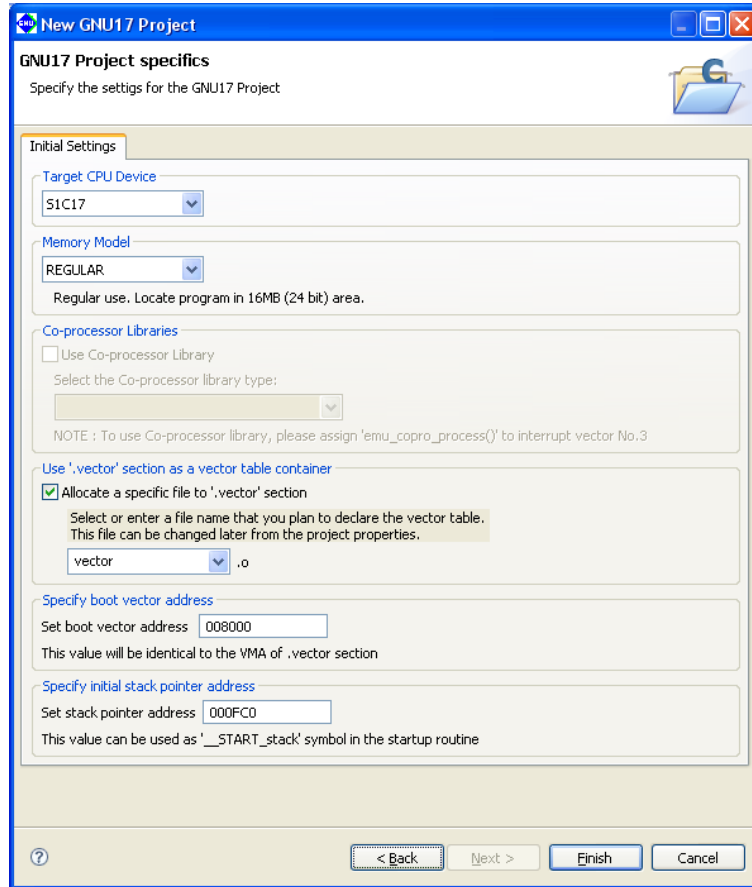 GNU
New GNU17 Project
GNU17 Project specifics
Specify the settigs for the GNU17 Project
C
Initial Settings
Target CPU Device
S1C17
Memory Model
REGULAR
Regular use. Locate program in 16MB (24 bit) area.
Co-processor Libraries
Use Co-processor Library
Select the Co-processor library type:
NOTE : To use Co-processor library, please assign 'emu_copro_process()' to interrupt vector No.3
Use '.vector' section as a vector table container
Allocate a specific file to '.vector' section
Select or enter a file name that you plan to declare the vector table.
This file can be changed later from the project properties.
vector .o
Specify boot vector address
Set boot vector address 008000
This value will be identical to the VMA of .vector section
Specify initial stack pointer address
Set stack pointer address 000FC0
This value can be used as '__START_stack' symbol in the startup routine
? < Back Next > Finish Cancel